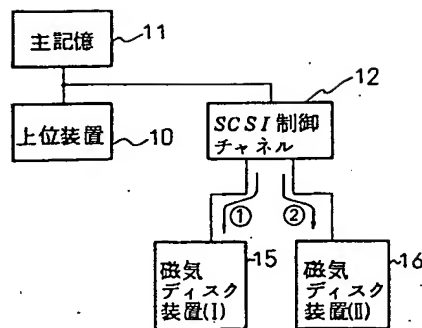 主記憶
11
上位装置
10
12
SCSI制御
チャネル
①
②
15
磁気
ディスク
装置(I)
16
磁気
ディスク
装置(II)